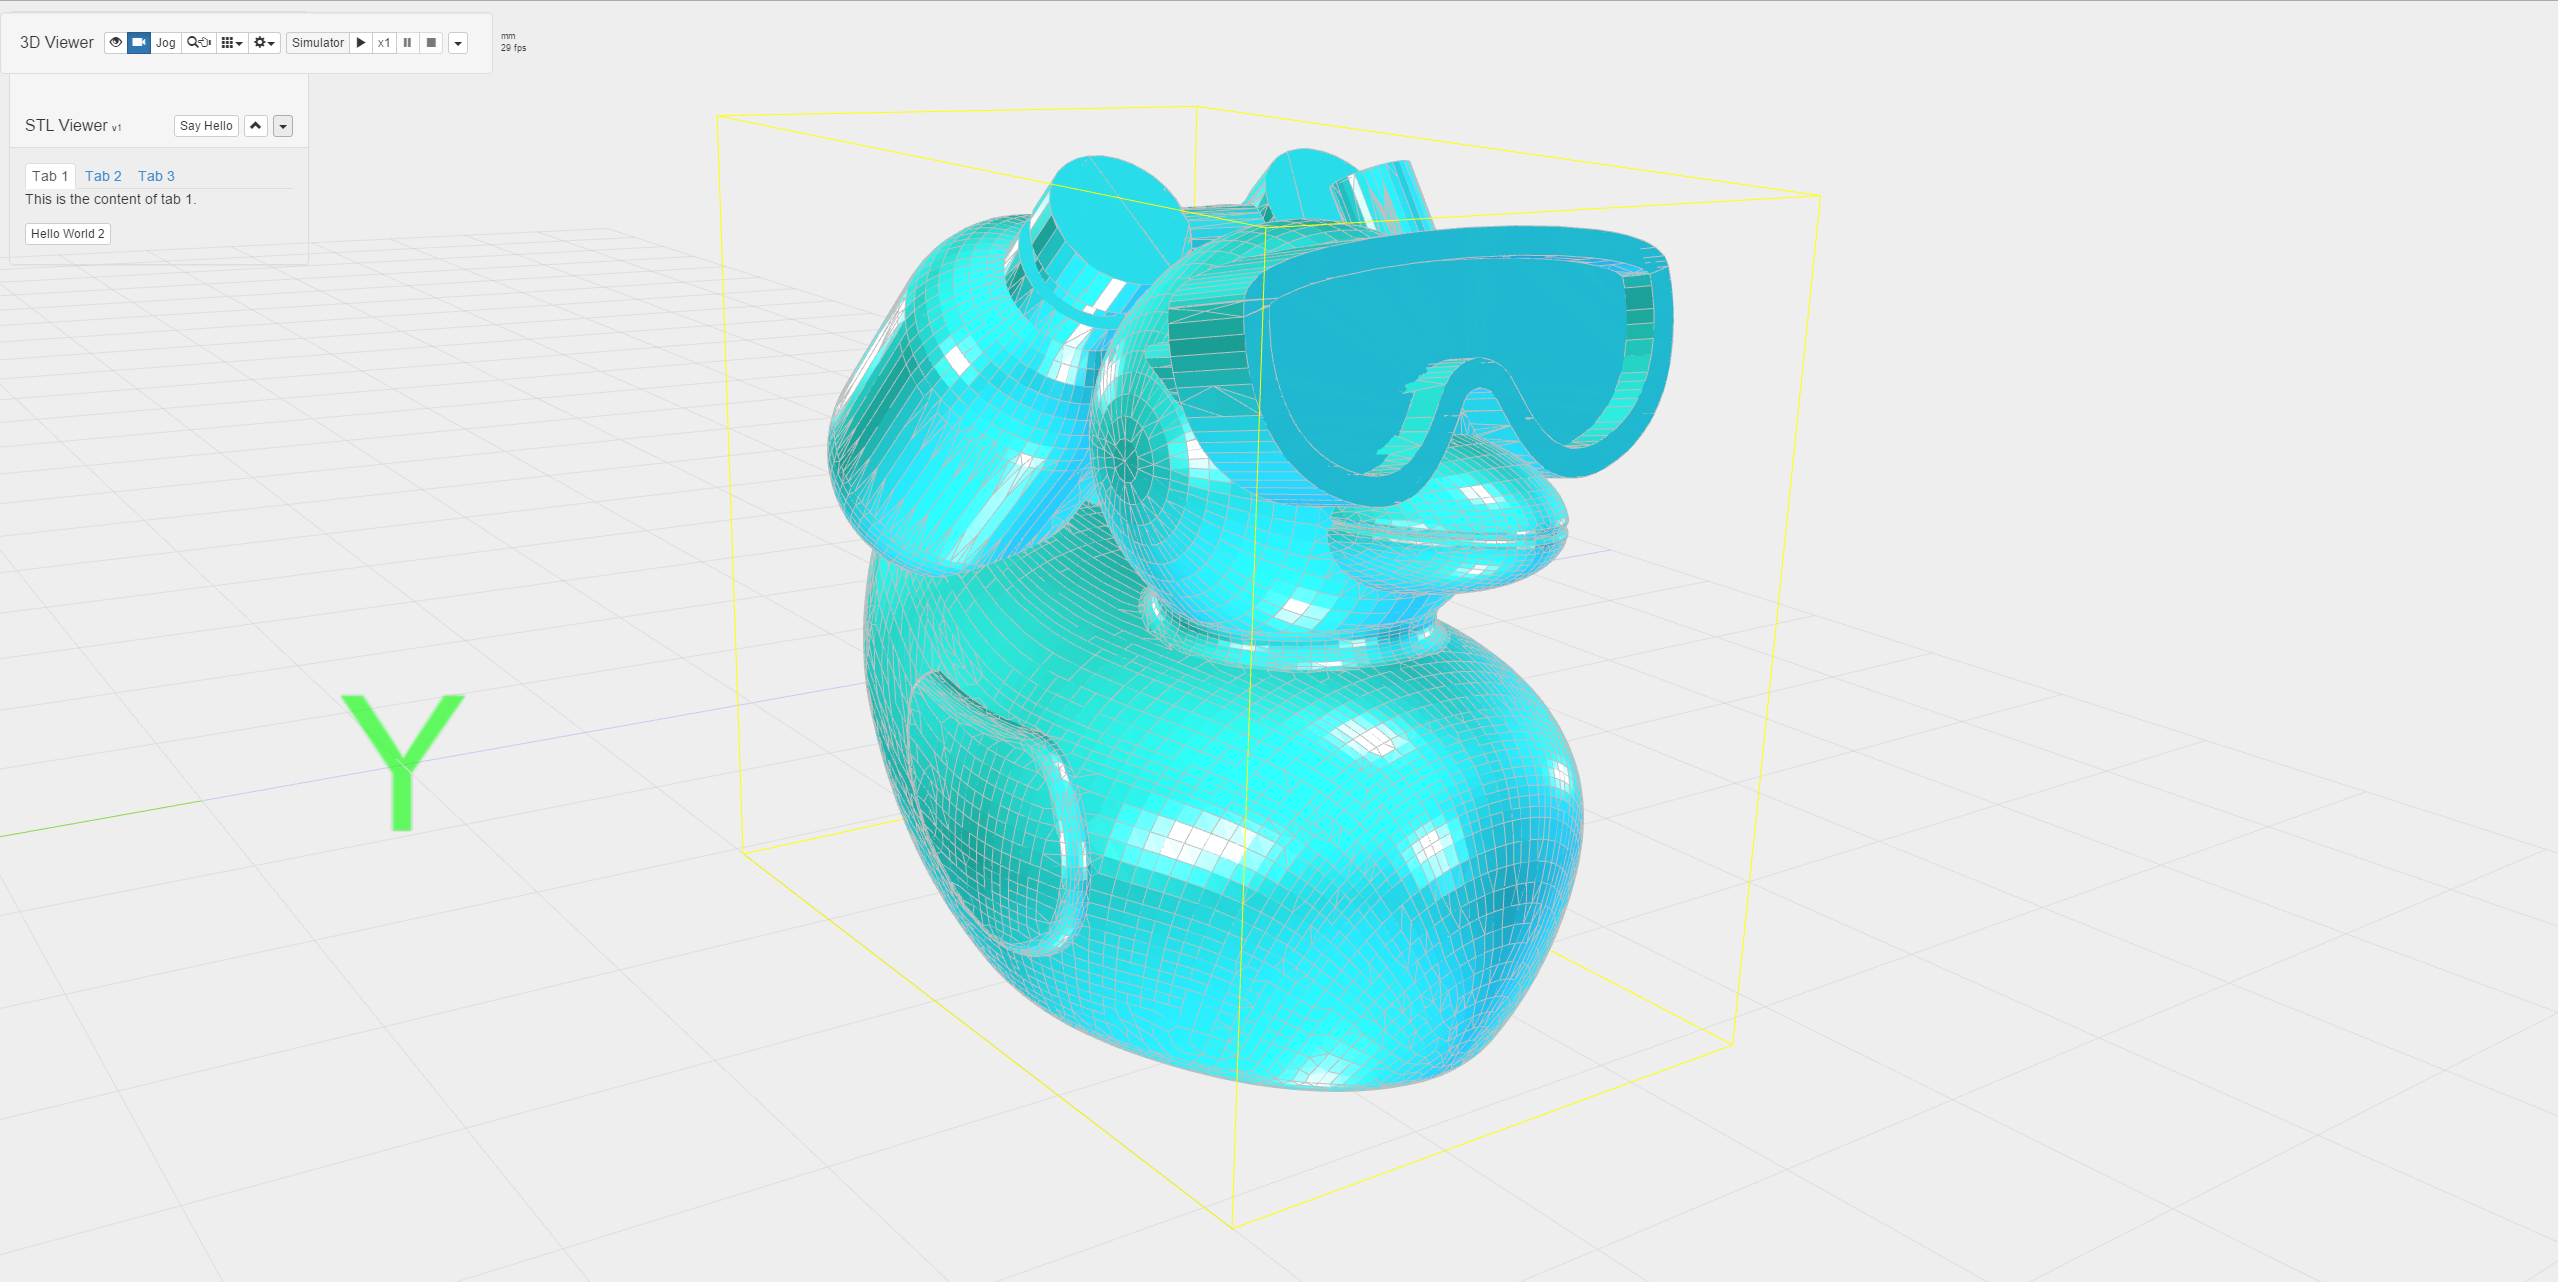 3D Viewer Jog Simulator x1 mm
29 fps
STL Viewer v1 Say Hello
Tab 1 Tab 2 Tab 3
This is the content of tab 1.
Hello World 2
Y